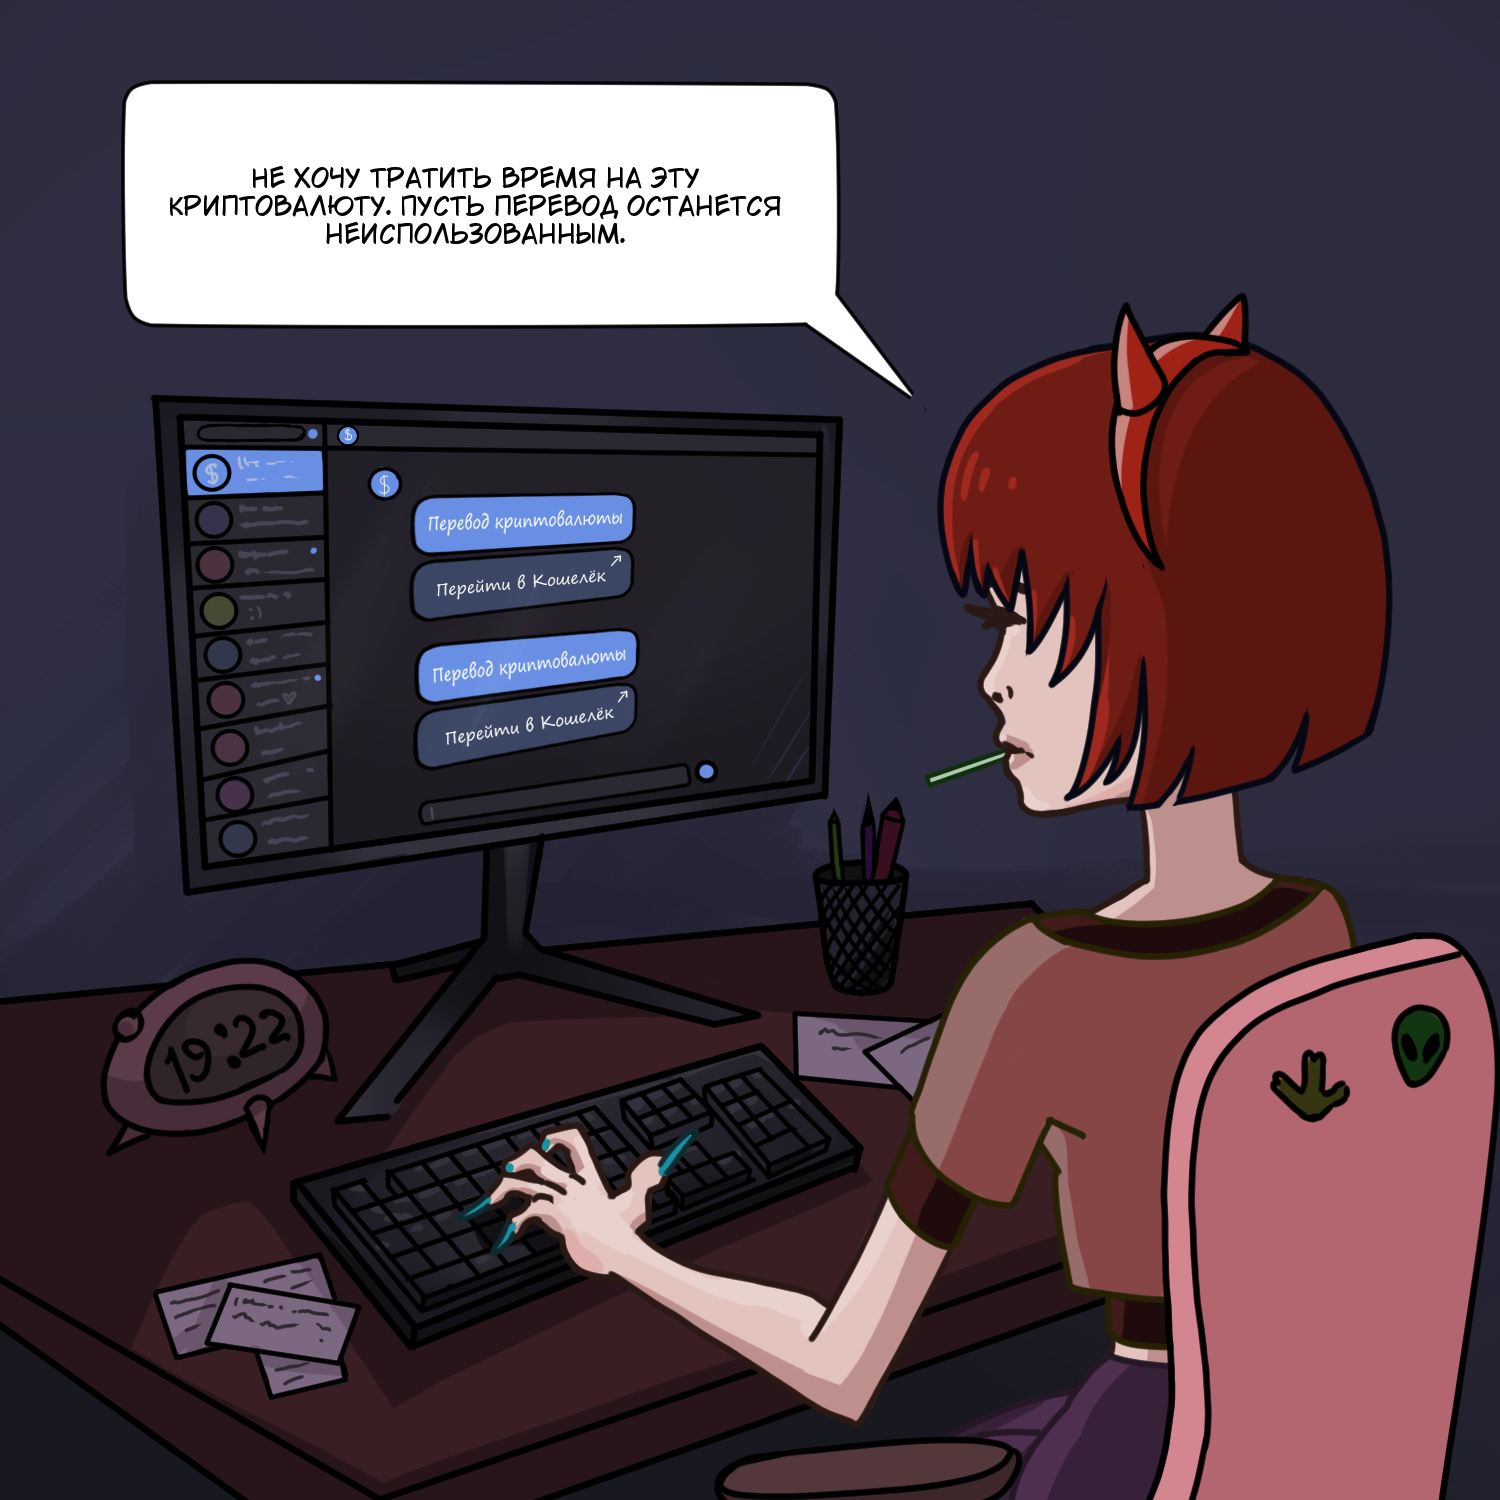 НЕ ХОЧУ ТРАТИТЬ ВРЕМЯ НА ЭТУ
КРИПТОВАЛЮТУ. ПУСТЬ ПЕРЕВОД ОСТАНЕТСЯ
НЕИСПОЛЬЗОВАННЫМ.
$
$
$
Перевод криптовалюты
Перейти в Кошелёк
:)
Перевод криптовалюты
Перейти в Кошелёк
19:22